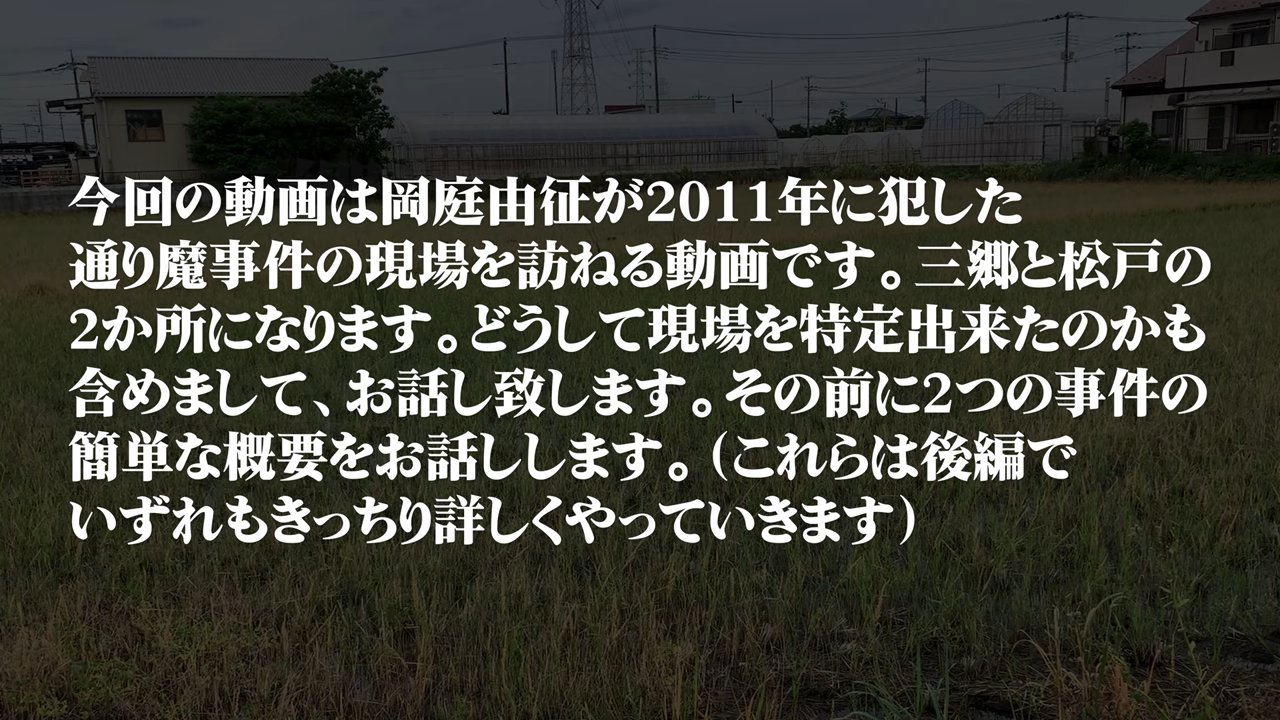 今回の動画は岡庭由征が2011年に犯した
通り魔事件の現場を訪ねる動画です。三郷と松戸の
2か所になります。どうして現場を特定出来たのかも
含めまして、お話し致します。その前に2つの事件の
簡単な概要をお話しします。（これらは後編で
いずれもきっちり詳しくやっていきます）